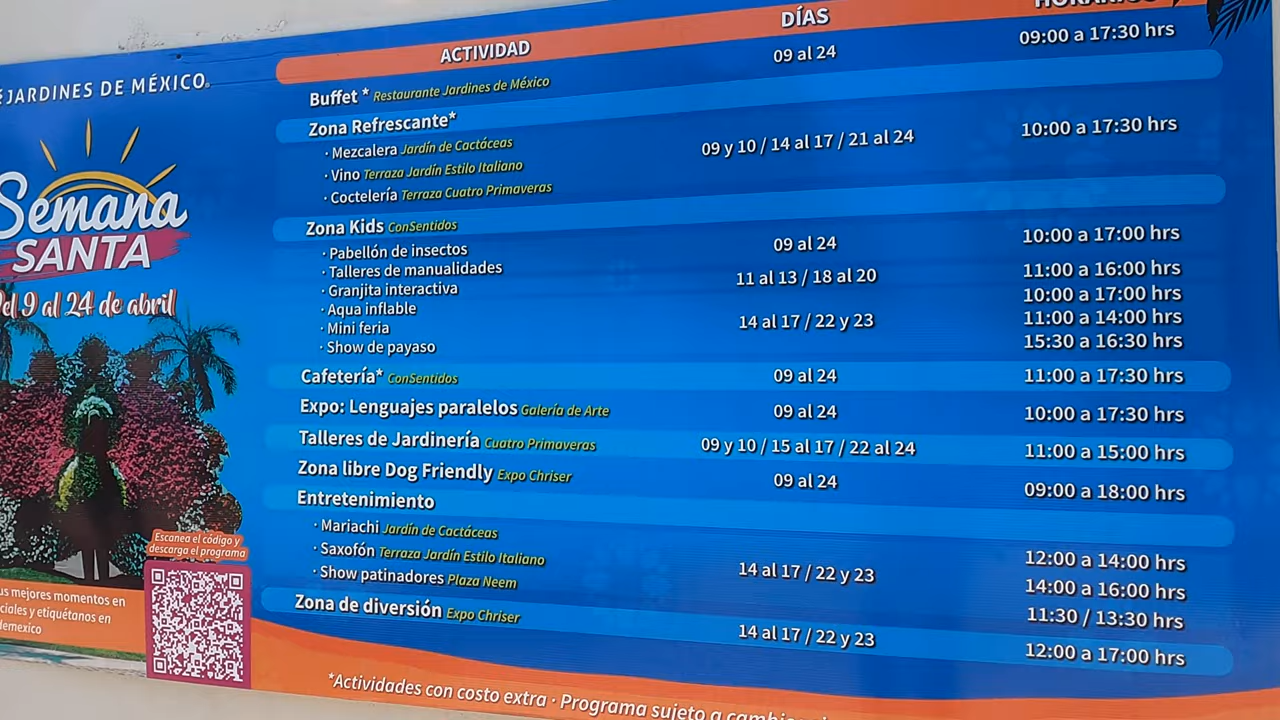 JARDINES DE MÉXICO
Semana
SANTA
Del 9 al 24 de abril
Escanea el código y
descarga el programa
us mejores momentos en
ciales y etiquétanos en
demexico
ACTIVIDAD DÍAS HORARIOS
Buffet * Restaurante Jardines de México 09 al 24 09:00 a 17:30 hrs
Zona Refrescante*
· Mezcalera Jardín de Cactáceas 09 y 10 / 14 al 17 / 21 al 24 10:00 a 17:30 hrs
· Vino Terraza Jardín Estilo Italiano
· Coctelería Terraza Cuatro Primaveras
Zona Kids ConSentidos
· Pabellón de insectos 09 al 24 10:00 a 17:00 hrs
· Talleres de manualidades 11 al 13 / 18 al 20 11:00 a 16:00 hrs
· Granjita interactiva 10:00 a 17:00 hrs
· Aqua inflable 14 al 17 / 22 y 23 11:00 a 14:00 hrs
· Mini feria 15:30 a 16:30 hrs
· Show de payaso
Cafetería* ConSentidos 09 al 24 11:00 a 17:30 hrs
Expo: Lenguajes paralelos Galería de Arte 09 al 24 10:00 a 17:30 hrs
Talleres de Jardinería Cuatro Primaveras 09 y 10 / 15 al 17 / 22 al 24 11:00 a 15:00 hrs
Zona libre Dog Friendly Expo Chriser 09 al 24 09:00 a 18:00 hrs
Entretenimiento
· Mariachi Jardín de Cactáceas 12:00 a 14:00 hrs
· Saxofón Terraza Jardín Estilo Italiano 14 al 17 / 22 y 23 14:00 a 16:00 hrs
· Show patinadores Plaza Neem 11:30 / 13:30 hrs
Zona de diversión Expo Chriser 14 al 17 / 22 y 23 12:00 a 17:00 hrs
*Actividades con costo extra · Programa sujeto a